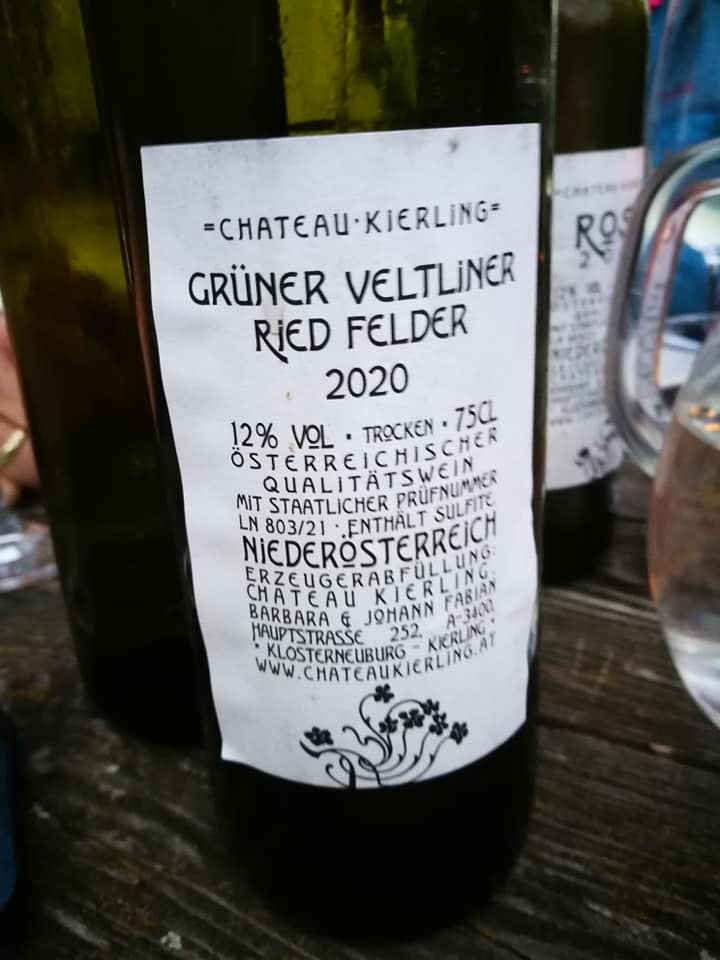 =CHATEAU·KIERLING=
GRÜNER VELTLINER
RIED FELDER
2020
12% VOL · TROCKEN · 75CL
ÖSTERREICHISCHER
QUALITÄTSWEIN
MIT STAATLICHER PRÜFNUMMER
LN 803/21 · ENTHÄLT SULFITE
NIEDERÖSTERREICH
ERZEUGERABFÜLLUNG:
CHATEAU KIERLING,
BARBARA & JOHANN FABIAN
HAUPTSTRASSE 252, A-3400,
· KLOSTERNEUBURG - KIERLING ·
WWW.CHATEAUKIERLING.AT
ROS